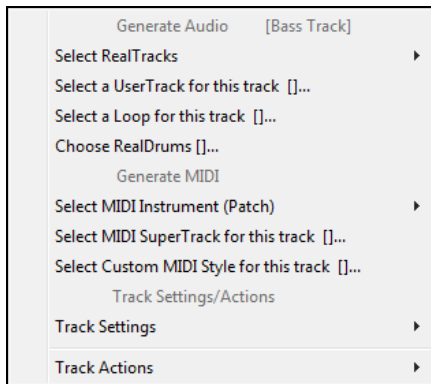 Generate Audio [Bass Track]
Select RealTracks
Select a UserTrack for this track []...
Select a Loop for this track []...
Choose RealDrums []...
Generate MIDI
Select MIDI Instrument (Patch)
Select MIDI SuperTrack for this track []...
Select Custom MIDI Style for this track []...
Track Settings/Actions
Track Settings
Track Actions